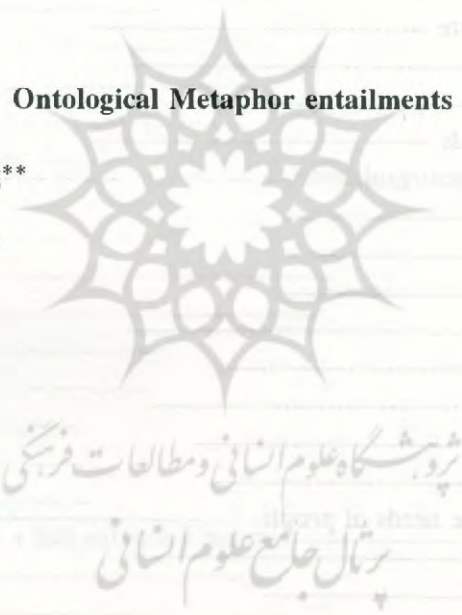 Ontological Metaphor entailments
**
پژوهشگاه علوم انسانی و مطالعات فرهنگی
پرتال جامع علوم انسانی